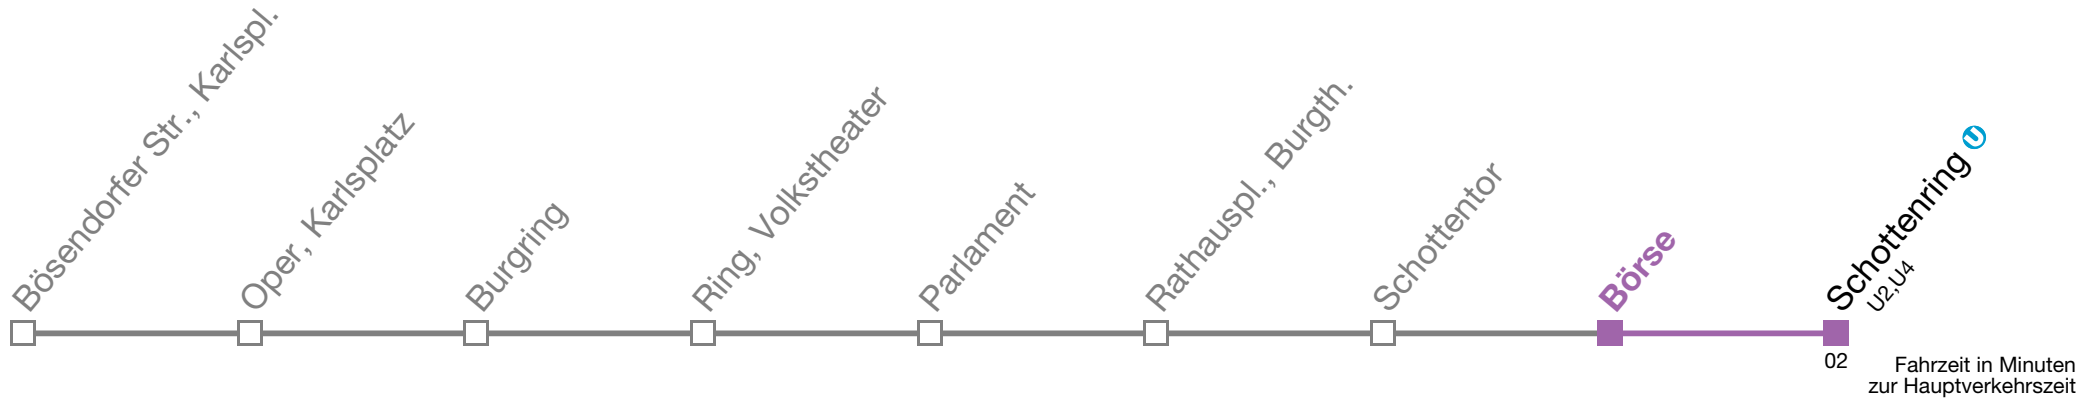 Bösendorfer Str., Karlspl.
Oper, Karlsplatz
Burgring
Ring, Volkstheater
Parlament
Rathauspl., Burgth.
Schottentor
Börse
Schottenring U
U2,U4
02
Fahrzeit in Minuten
zur Hauptverkehrszeit